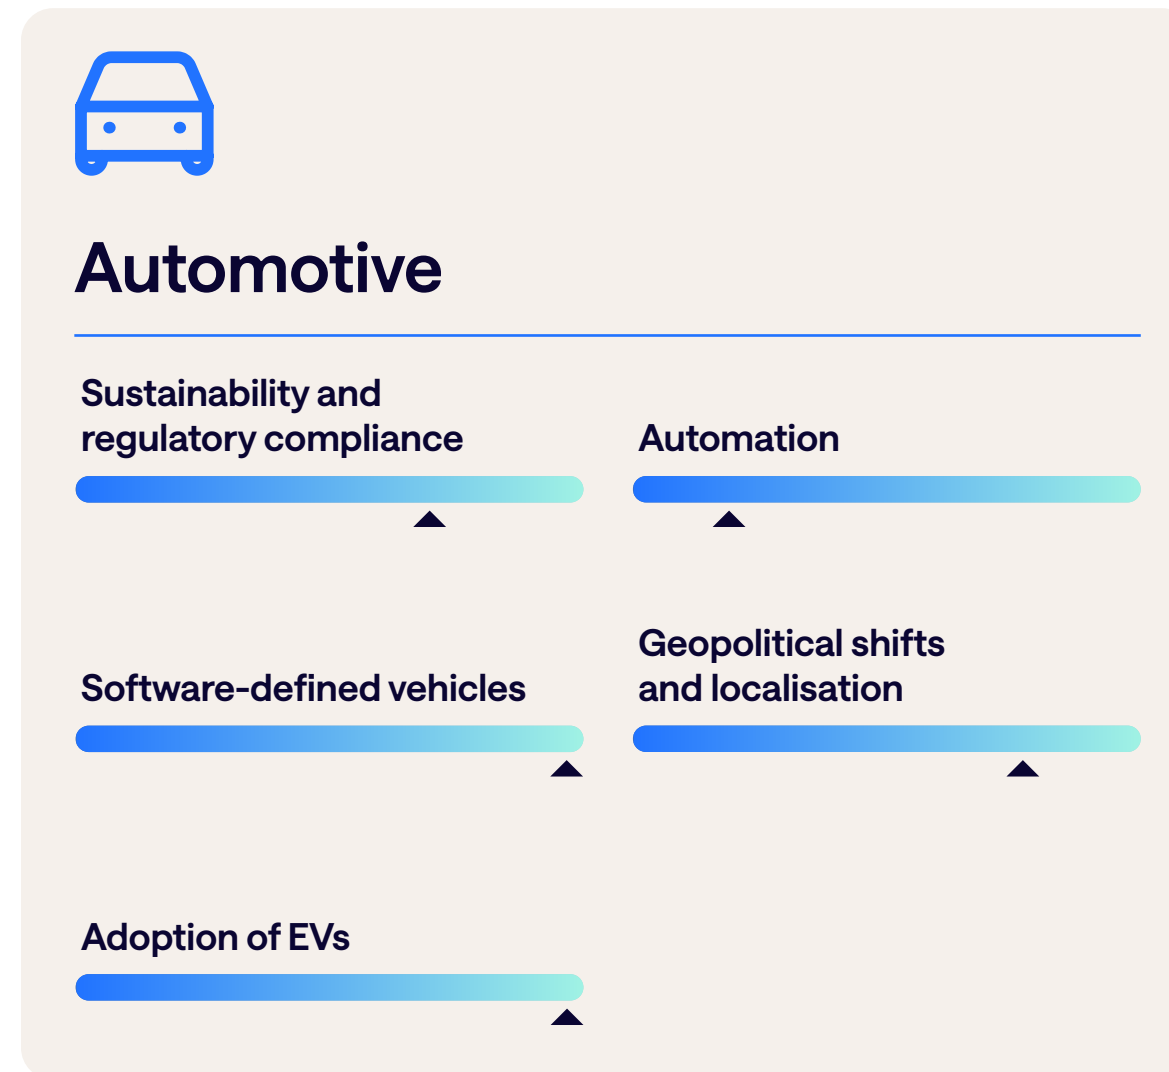 Automotive
Sustainability and
regulatory compliance
Automation
Software-defined vehicles
Geopolitical shifts
and localisation
Adoption of EVs